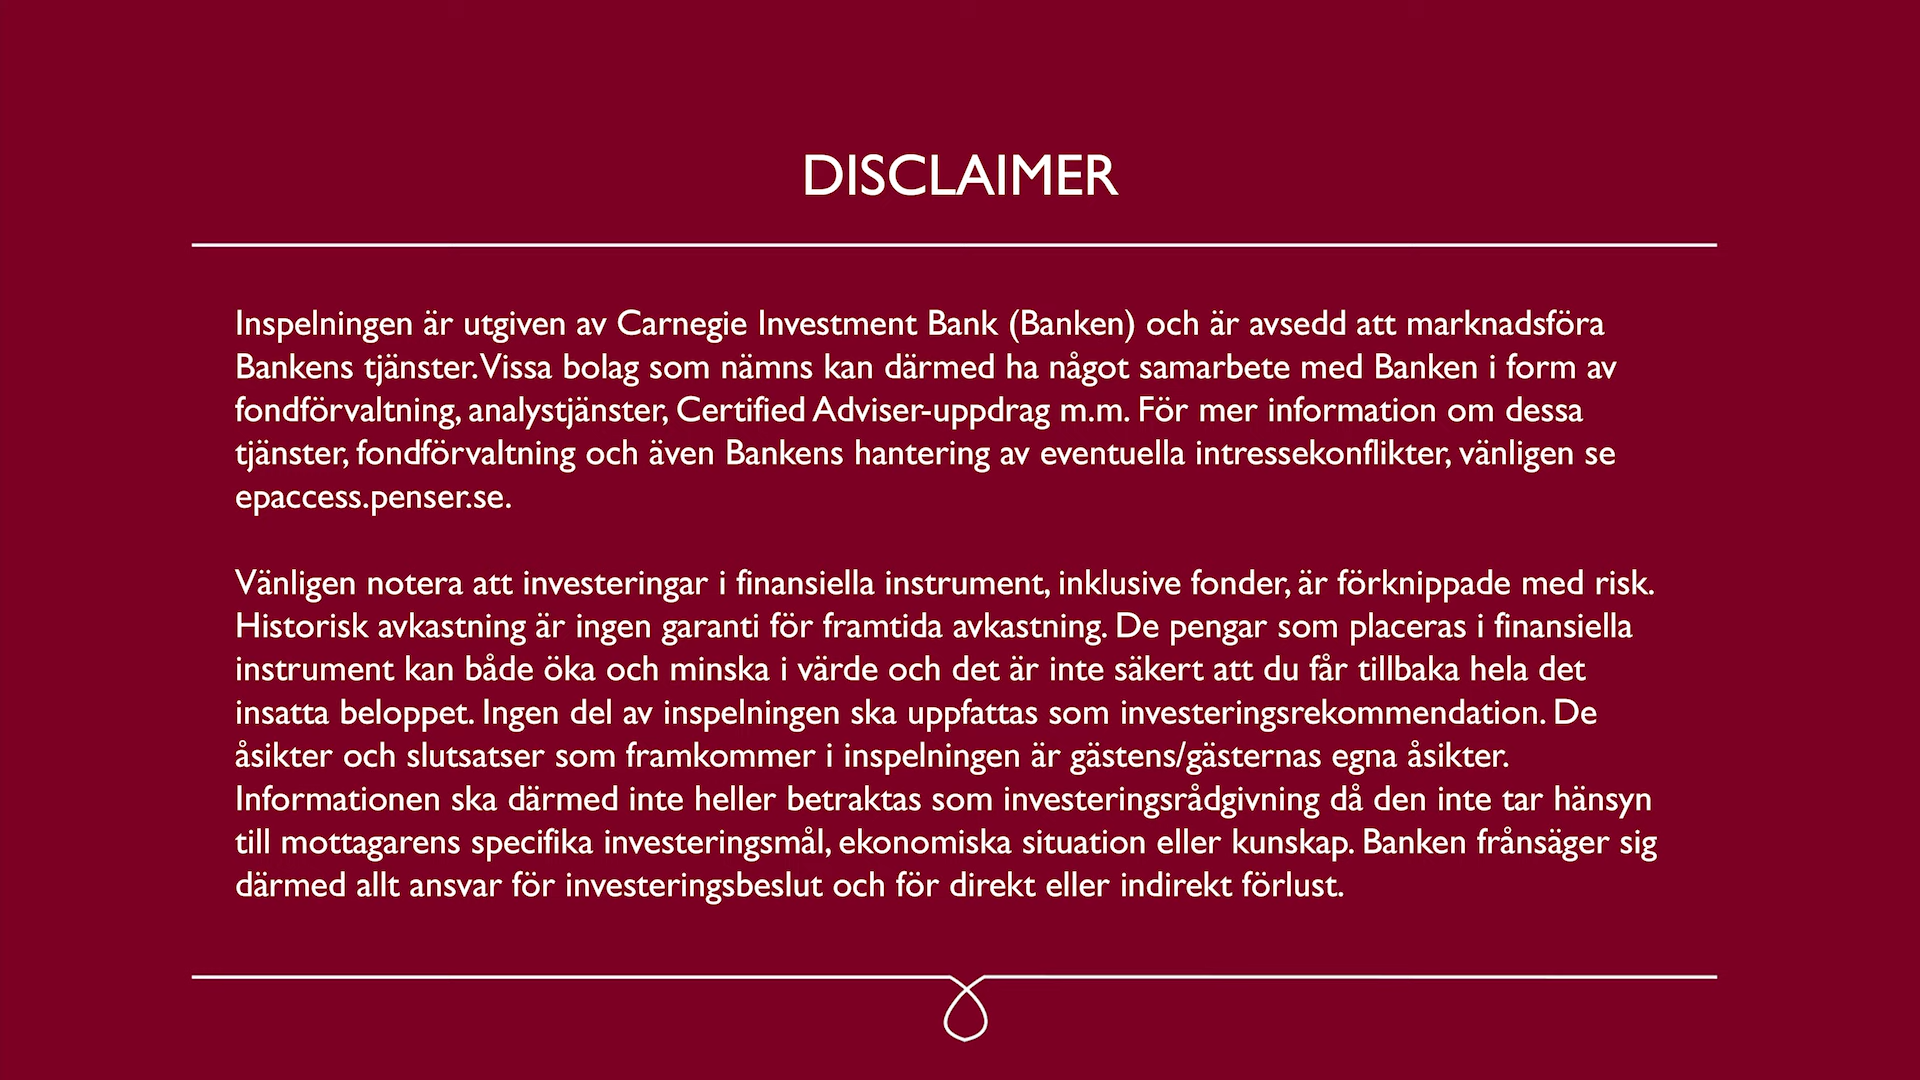 DISCLAIMER
Inspelningen är utgiven av Carnegie Investment Bank (Banken) och är avsedd att marknadsföra
Bankens tjänster. Vissa bolag som nämns kan därmed ha något samarbete med Banken i form av
fondförvaltning, analystjänster, Certified Adviser-uppdrag m.m. För mer information om dessa
tjänster, fondförvaltning och även Bankens hantering av eventuella intressekonflikter, vänligen se
epaccess.penser.se.
Vänligen notera att investeringar i finansiella instrument, inklusive fonder, är förknippade med risk.
Historisk avkastning är ingen garanti för framtida avkastning. De pengar som placeras i finansiella
instrument kan både öka och minska i värde och det är inte säkert att du får tillbaka hela det
insatta beloppet. Ingen del av inspelningen ska uppfattas som investeringsrekommendation. De
åsikter och slutsatser som framkommer i inspelningen är gästens/gästernas egna åsikter.
Informationen ska därmed inte heller betraktas som investeringsrådgivning då den inte tar hänsyn
till mottagarens specifika investeringsmål, ekonomiska situation eller kunskap. Banken frånsäger sig
därmed allt ansvar för investeringsbeslut och för direkt eller indirekt förlust.